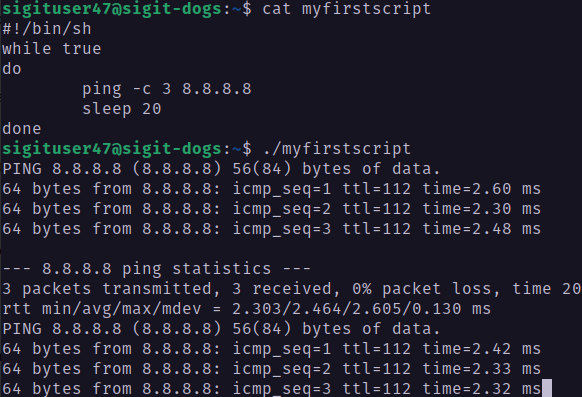 sigituser47@sigit-dogs:~$ cat myfirstscript
#!/bin/sh
while true
do
        ping -c 3 8.8.8.8
        sleep 20
done
sigituser47@sigit-dogs:~$ ./myfirstscript
PING 8.8.8.8 (8.8.8.8) 56(84) bytes of data.
64 bytes from 8.8.8.8: icmp_seq=1 ttl=112 time=2.60 ms
64 bytes from 8.8.8.8: icmp_seq=2 ttl=112 time=2.30 ms
64 bytes from 8.8.8.8: icmp_seq=3 ttl=112 time=2.48 ms

--- 8.8.8.8 ping statistics ---
3 packets transmitted, 3 received, 0% packet loss, time 20
rtt min/avg/max/mdev = 2.303/2.464/2.605/0.130 ms
PING 8.8.8.8 (8.8.8.8) 56(84) bytes of data.
64 bytes from 8.8.8.8: icmp_seq=1 ttl=112 time=2.42 ms
64 bytes from 8.8.8.8: icmp_seq=2 ttl=112 time=2.33 ms
64 bytes from 8.8.8.8: icmp_seq=3 ttl=112 time=2.32 ms